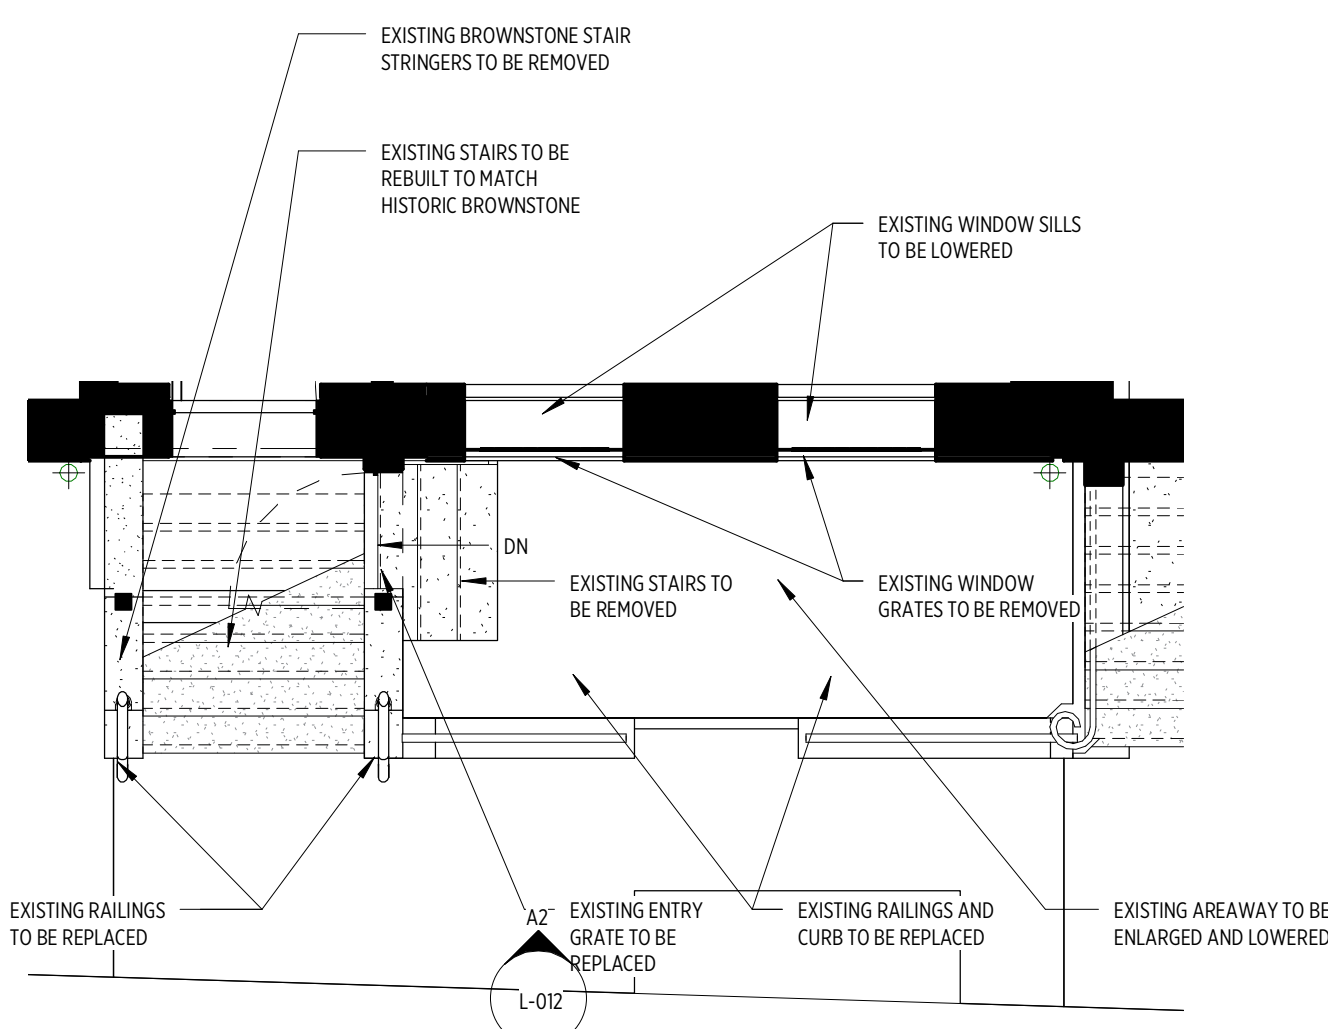 EXISTING BROWNSTONE STAIR
STRINGERS TO BE REMOVED
EXISTING STAIRS TO BE
REBUILT TO MATCH
HISTORIC BROWNSTONE
EXISTING WINDOW SILLS
TO BE LOWERED
DN
EXISTING STAIRS TO
BE REMOVED
EXISTING WINDOW
GRATES TO BE REMOVED
EXISTING RAILINGS
TO BE REPLACED
A2
L-012
EXISTING ENTRY
GRATE TO BE
REPLACED
EXISTING RAILINGS AND
CURB TO BE REPLACED
EXISTING AREAWAY TO BE
ENLARGED AND LOWERED